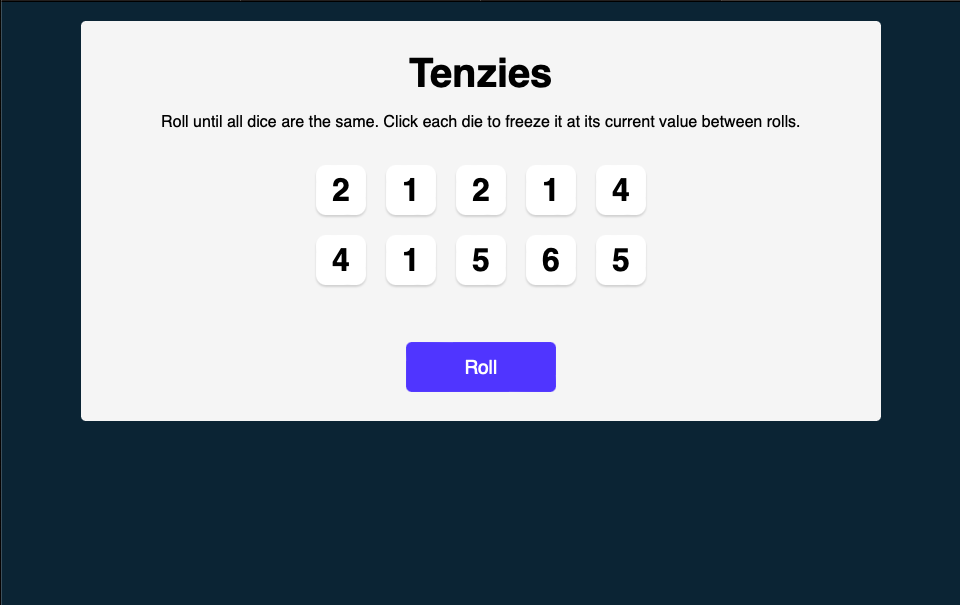 Tenzies
Roll until all dice are the same. Click each die to freeze it at its current value between rolls.
2 1 2 1 4
4 1 5 6 5
Roll